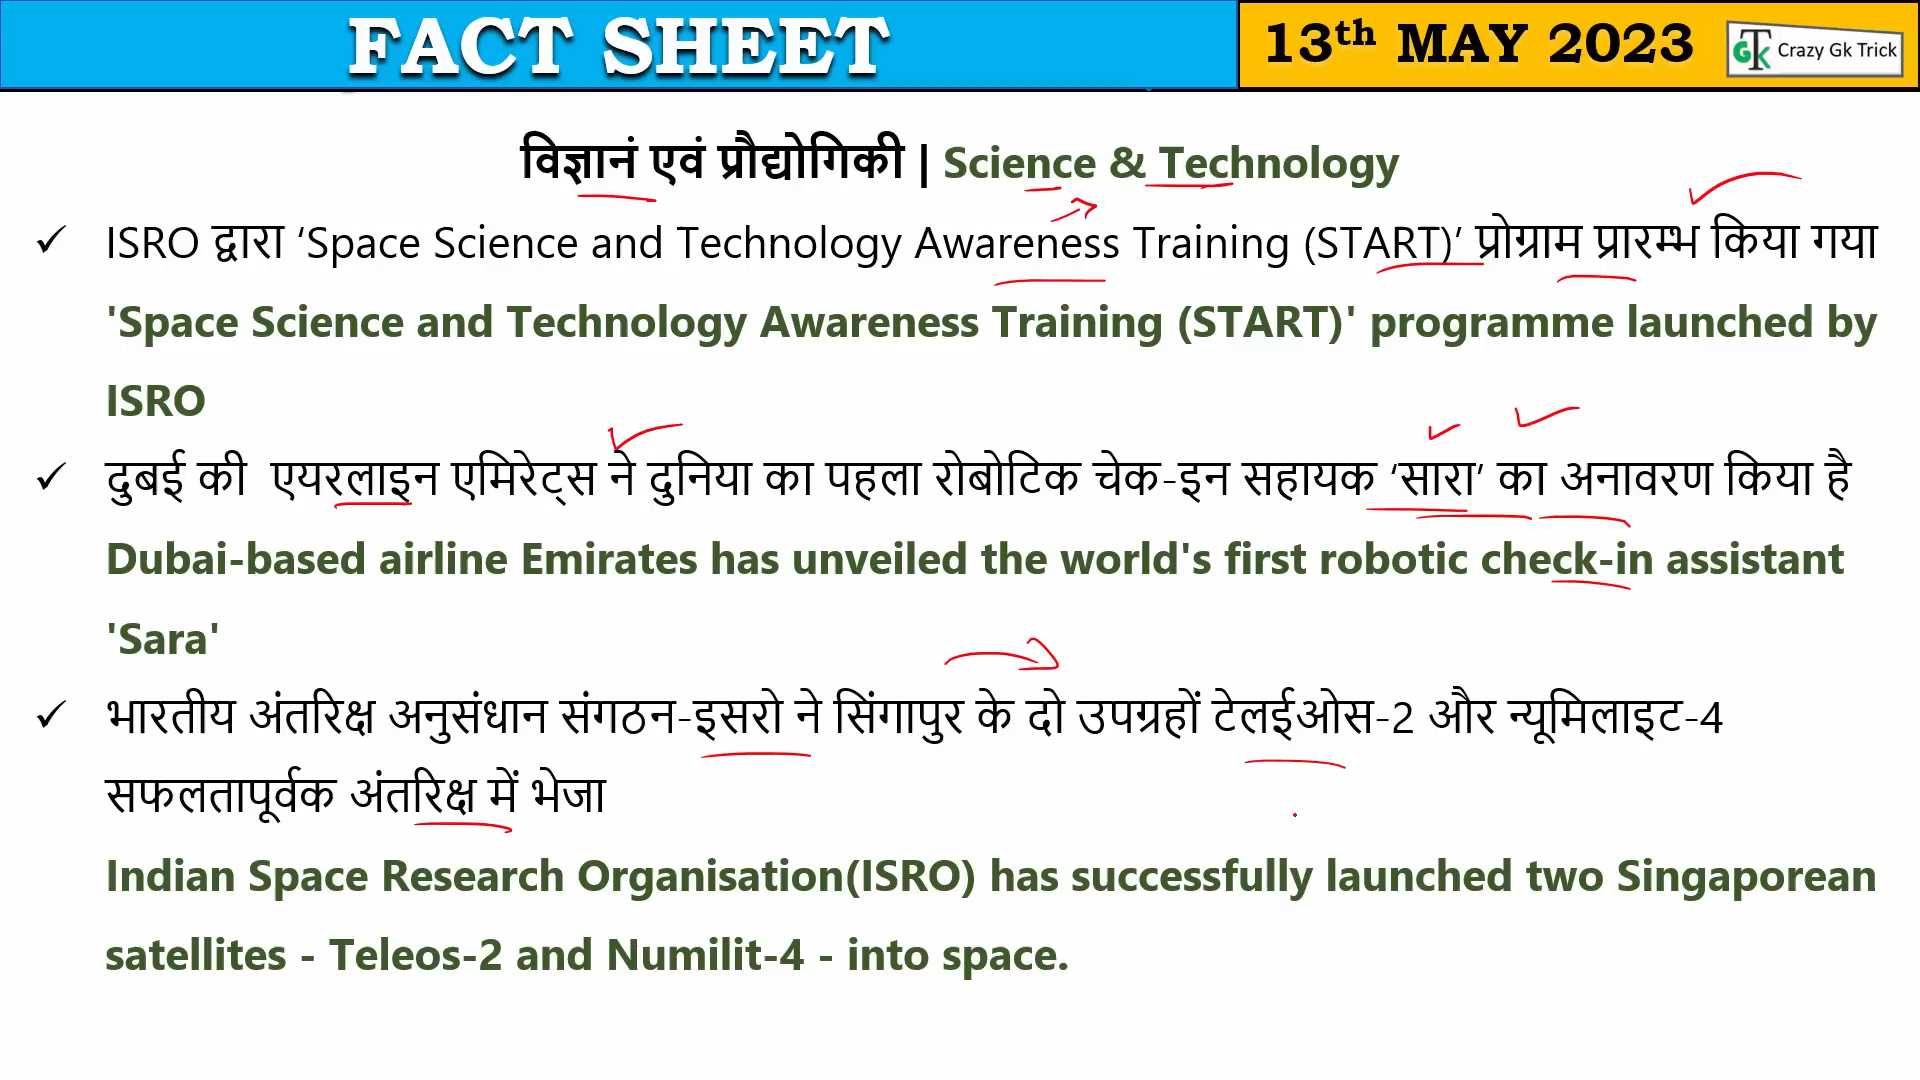 FACT SHEET
13th MAY 2023
GTK Crazy Gk Trick
विज्ञानं एवं प्रौद्योगिकी | Science & Technology
✓ ISRO द्वारा ‘Space Science and Technology Awareness Training (START)’ प्रोग्राम प्रारम्भ किया गया
'Space Science and Technology Awareness Training (START)' programme launched by
ISRO
✓ दुबई की एयरलाइन एमिरेट्स ने दुनिया का पहला रोबोटिक चेक-इन सहायक ‘सारा’ का अनावरण किया है
Dubai-based airline Emirates has unveiled the world's first robotic check-in assistant
'Sara'
✓ भारतीय अंतरिक्ष अनुसंधान संगठन-इसरो ने सिंगापुर के दो उपग्रहों टेलईओस-2 और न्यूमिलाइट-4
सफलतापूर्वक अंतरिक्ष में भेजा
Indian Space Research Organisation(ISRO) has successfully launched two Singaporean
satellites - Teleos-2 and Numilit-4 - into space.